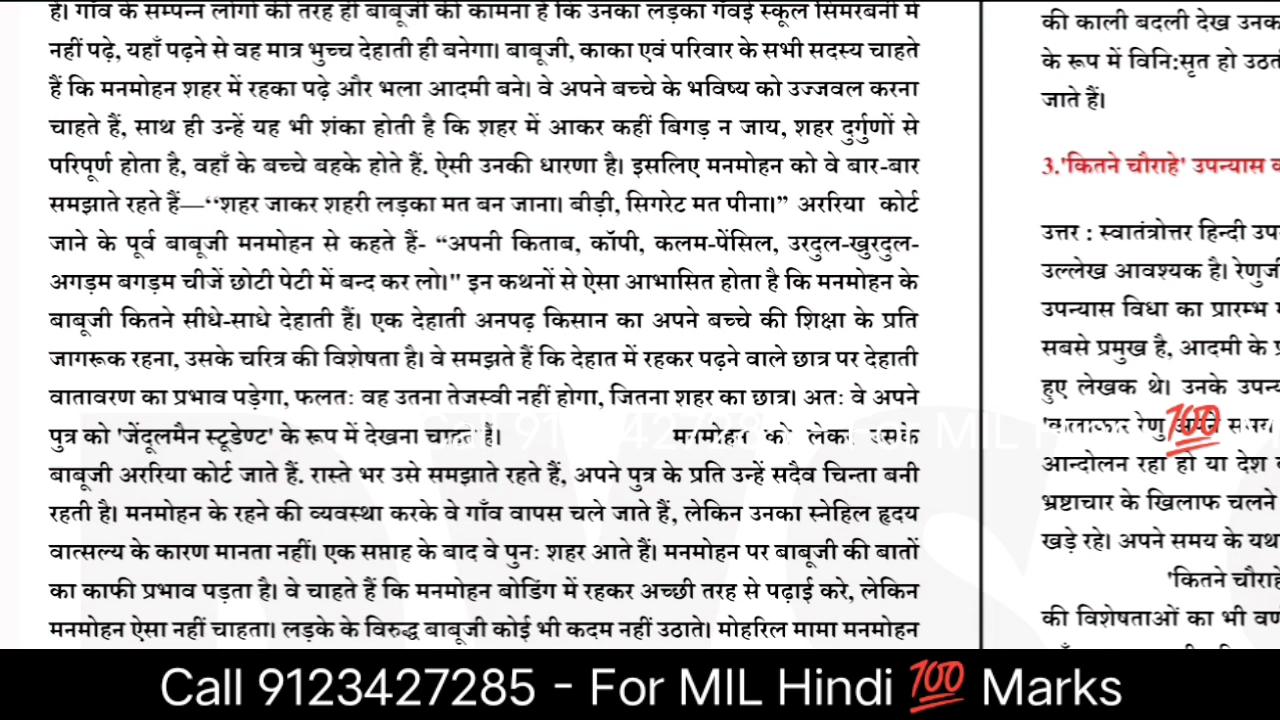 है। गाँव के सम्पन्न लोगों की तरह ही बाबूजी की कामना है कि उनका लड़का गँवई स्कूल सिमरबनी में
नहीं पढ़े, यहाँ पढ़ने से वह मात्र भुच्च देहाती ही बनेगा। बाबूजी, काका एवं परिवार के सभी सदस्य चाहते
हैं कि मनमोहन शहर में रहका पढ़े और भला आदमी बने। वे अपने बच्चे के भविष्य को उज्जवल करना
चाहते हैं, साथ ही उन्हें यह भी शंका होती है कि शहर में आकर कहीं बिगड़ न जाय, शहर दुर्गुणों से
परिपूर्ण होता है, वहाँ के बच्चे बहके होते हैं. ऐसी उनकी धारणा है। इसलिए मनमोहन को वे बार-बार
समझाते रहते हैं—‘‘शहर जाकर शहरी लड़का मत बन जाना। बीड़ी, सिगरेट मत पीना।” अररिया कोर्ट
जाने के पूर्व बाबूजी मनमोहन से कहते हैं- “अपनी किताब, कॉपी, कलम-पेंसिल, उरदुल-खुरदुल-
अगड़म बगड़म चीजें छोटी पेटी में बन्द कर लो।" इन कथनों से ऐसा आभासित होता है कि मनमोहन के
बाबूजी कितने सीधे-साधे देहाती हैं। एक देहाती अनपढ़ किसान का अपने बच्चे की शिक्षा के प्रति
जागरूक रहना, उसके चरित्र की विशेषता है। वे समझते हैं कि देहात में रहकर पढ़ने वाले छात्र पर देहाती
वातावरण का प्रभाव पड़ेगा, फलतः वह उतना तेजस्वी नहीं होगा, जितना शहर का छात्र। अतः वे अपने
पुत्र को 'जेंदूलमैन स्टूडेण्ट' के रूप में देखना चाहते हैं। मनमोहन को लेकर उसके
बाबूजी अररिया कोर्ट जाते हैं. रास्ते भर उसे समझाते रहते हैं, अपने पुत्र के प्रति उन्हें सदैव चिन्ता बनी
रहती है। मनमोहन के रहने की व्यवस्था करके वे गाँव वापस चले जाते हैं, लेकिन उनका स्नेहिल हृदय
वात्सल्य के कारण मानता नहीं। एक सप्ताह के बाद वे पुनः शहर आते हैं। मनमोहन पर बाबूजी की बातों
का काफी प्रभाव पड़ता है। वे चाहते हैं कि मनमोहन बोडिंग में रहकर अच्छी तरह से पढ़ाई करे, लेकिन
मनमोहन ऐसा नहीं चाहता। लड़के के विरुद्ध बाबूजी कोई भी कदम नहीं उठाते। मोहरिल मामा मनमोहन
की काली बदली देख
के रूप में विनि:सृत हो
जाते हैं।
3.'कितने चौराहे' उपन्यास
उत्तर : स्वातंत्रोत्तर हिन्दी
उल्लेख आवश्यक है।
उपन्यास विधा का प्रारम्भ
सबसे प्रमुख है, आदमी के
हुए लेखक थे। उनके
'कलाकार रेणु अपने
आन्दोलन रहा हो या देश
भ्रष्टाचार के खिलाफ चलने
खड़े रहे। अपने समय के
'कितने
की विशेषताओं का भी
Call 9123427285 - For MIL Hindi 💯 Marks